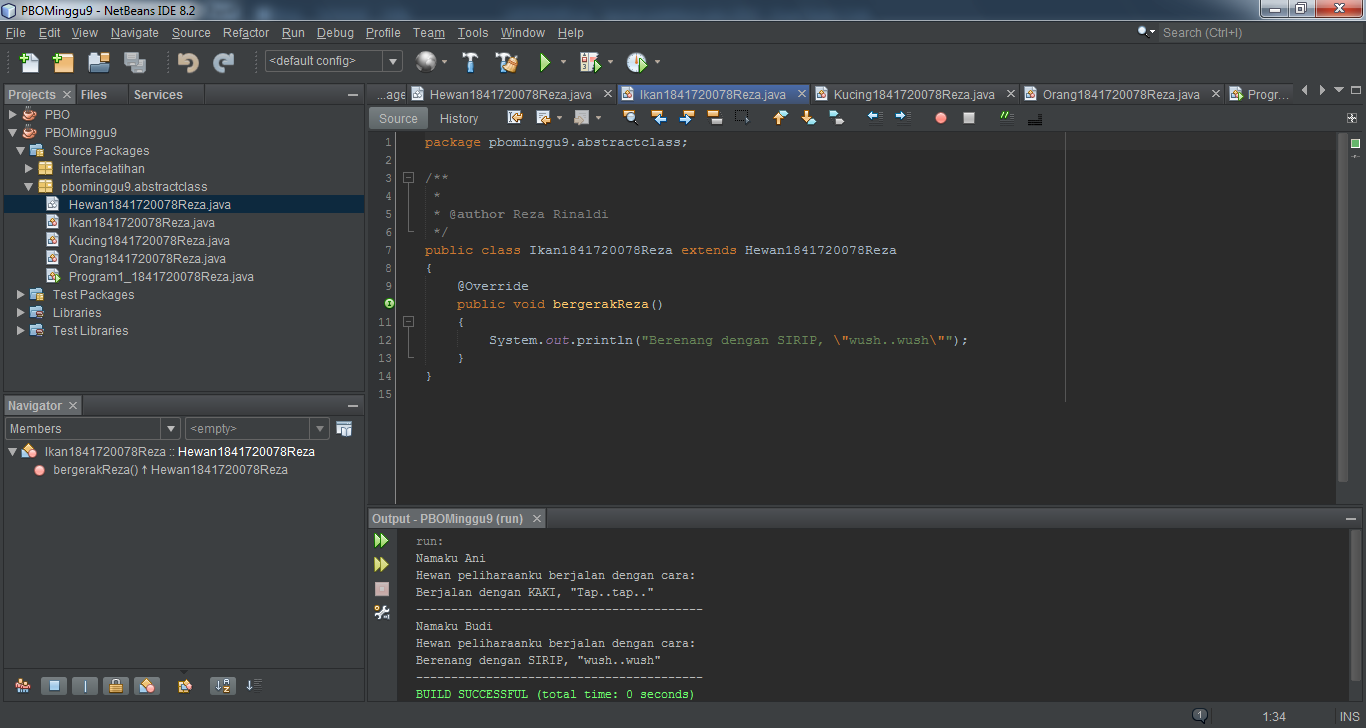 PBOMinggu9 - NetBeans IDE 8.2
File Edit View Navigate Source Refactor Run Debug Profile Team Tools Window Help
Search (Ctrl+I)
<default config>
Projects Files Services
PBO
PBOMinggu9
Source Packages
interfacelatihan
pbominggu9.abstractclass
Hewan1841720078Reza.java
Ikan1841720078Reza.java
Kucing1841720078Reza.java
Orang1841720078Reza.java
Program1_1841720078Reza.java
Test Packages
Libraries
Test Libraries
Navigator
Members <empty>
Ikan1841720078Reza :: Hewan1841720078Reza
bergerakReza() ↑ Hewan1841720078Reza
...age Hewan1841720078Reza.java Ikan1841720078Reza.java Kucing1841720078Reza.java Orang1841720078Reza.java Progr...
Source History
1 package pbominggu9.abstractclass;
2
3 /**
4 *
5 * @author Reza Rinaldi
6 */
7 public class Ikan1841720078Reza extends Hewan1841720078Reza
8 {
9 @Override
public void bergerakReza()
11 {
12 System.out.println("Berenang dengan SIRIP, \"wush..wush\"");
13 }
14 }
15
Output - PBOMinggu9 (run)
run:
Namaku Ani
Hewan peliharaanku berjalan dengan cara:
Berjalan dengan KAKI, "Tap..tap.."
-----------------------------------------
Namaku Budi
Hewan peliharaanku berjalan dengan cara:
Berenang dengan SIRIP, "wush..wush"
-----------------------------------------
BUILD SUCCESSFUL (total time: 0 seconds)
1 1:34 INS